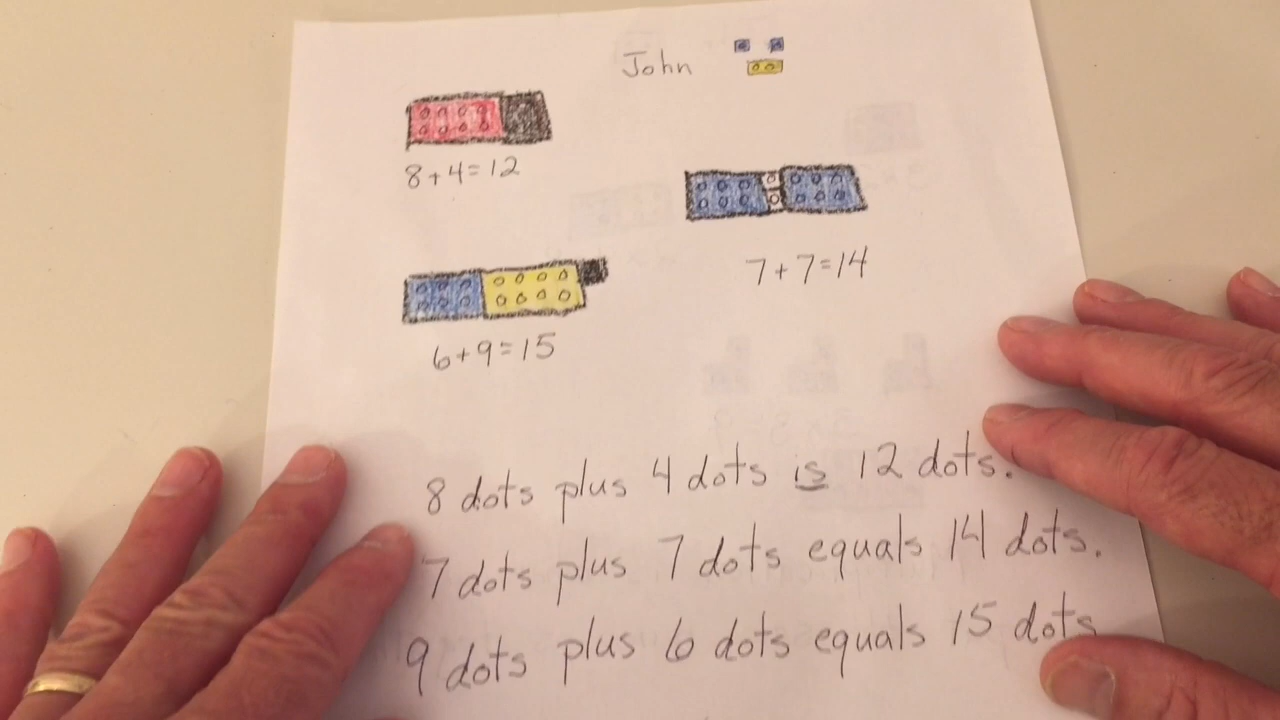 John
8+4=12
7+7=14
6+9=15
8 dots plus 4 dots is 12 dots.
7 dots plus 7 dots equals 14 dots.
9 dots plus 6 dots equals 15 dots